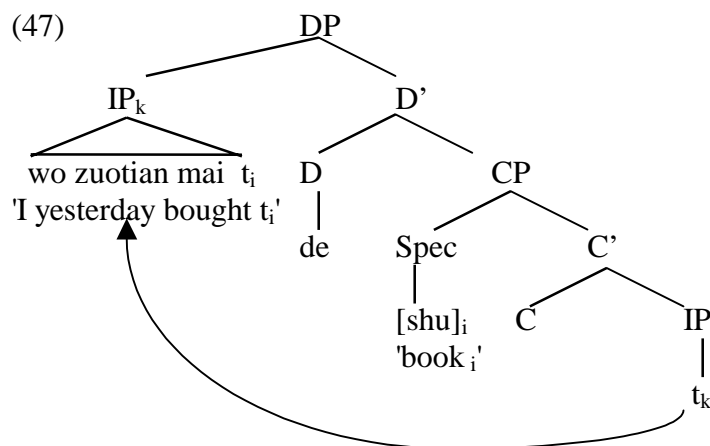 (47)
DP
IPₖ D’
wo zuotian mai tᵢ D CP
'I yesterday bought tᵢ'
de Spec C’
[shu]ᵢ C IP
'book ᵢ'
tₖ